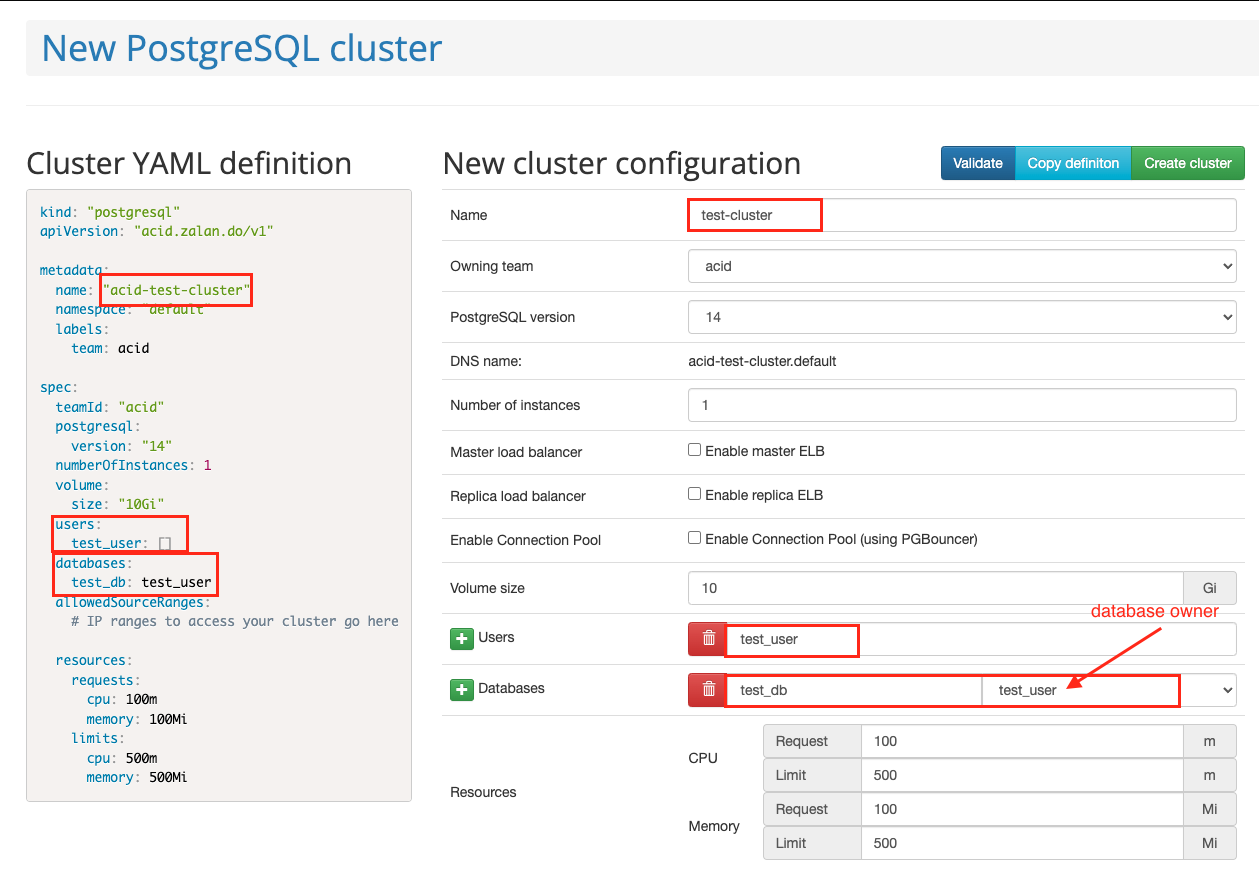 New PostgreSQL cluster
Cluster YAML definition
kind: "postgresql"
apiVersion: "acid.zalan.do/v1"
metadata:
name: "acid-test-cluster"
namespace: "default"
labels:
team: acid
spec:
teamId: "acid"
postgresql:
version: "14"
numberOfInstances: 1
volume:
size: "10Gi"
users:
test_user: []
databases:
test_db: test_user
allowedSourceRanges:
# IP ranges to access your cluster go here
resources:
requests:
cpu: 100m
memory: 100Mi
limits:
cpu: 500m
memory: 500Mi
New cluster configuration
Validate Copy definiton Create cluster
Name test-cluster
Owning team acid
PostgreSQL version 14
DNS name: acid-test-cluster.default
Number of instances 1
Master load balancer Enable master ELB
Replica load balancer Enable replica ELB
Enable Connection Pool Enable Connection Pool (using PGBouncer)
Volume size 10 Gi
database owner
Users test_user
Databases test_db test_user
Resources
CPU
Request 100 m
Limit 500 m
Memory
Request 100 Mi
Limit 500 Mi